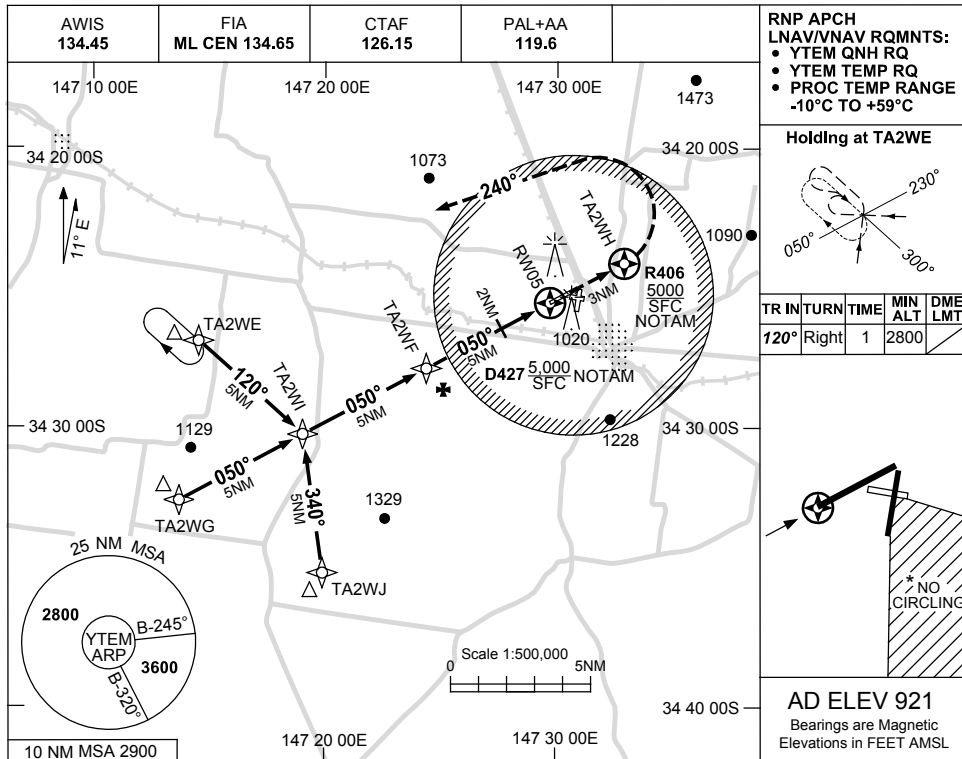 AWIS
134.45
FIA
ML CEN 134.65
CTAF
126.15
PAL+AA
119.6
RNP APCH
LNAV/VNAV RQMNTS:
• YTEM QNH RQ
• YTEM TEMP RQ
• PROC TEMP RANGE
-10°C TO +59°C
147 10 00E
147 20 00E
147 30 00E
1473
34 20 00S
34 20 00S
1073
240°
11° E
TA2WH
1090
RW05
R406
5000
SFC
NOTAM
3NM
2NM
1020
TA2WE
TA2WF
050°
5NM
D427 5,000
SFC NOTAM
120°
5NM
TA2WI
050°
5NM
34 30 00S
34 30 00S
1129
1228
050°
5NM
TA2WG
340°
5NM
1329
TA2WJ
25 NM MSA
2800
YTEM
ARP
B-245°
3600
B-320°
Scale 1:500,000
0
5NM
34 40 00S
147 20 00E
147 30 00E
10 NM MSA 2900
Holding at TA2WE
230°
050°
300°
TR IN
TURN
TIME
MIN
ALT
DME
LMT
120°
Right
1
2800
* NO
CIRCLING
AD ELEV 921
Bearings are Magnetic
Elevations in FEET AMSL